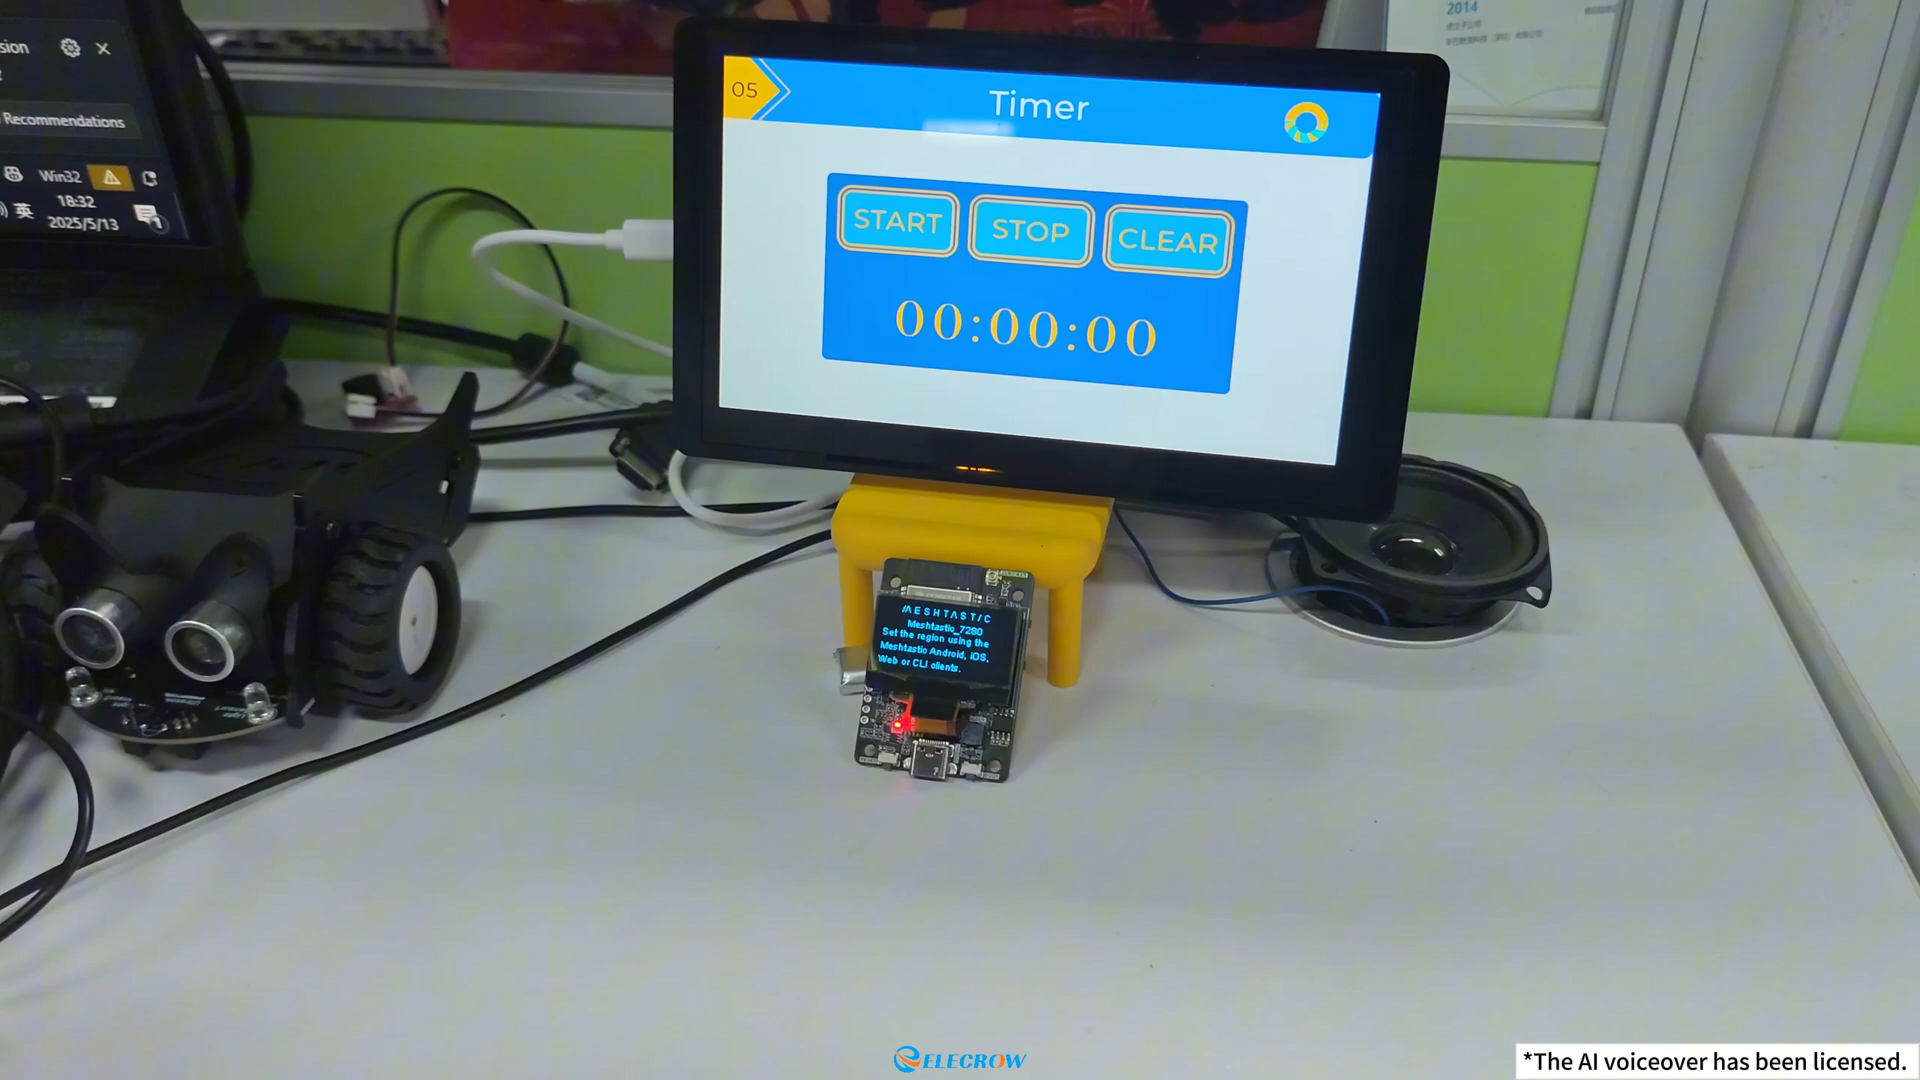 sion
Recommendations
Win32
18:32
英
2025/5/13
1
2014
05
Timer
START
STOP
CLEAR
00:00:00
MESHTASTIC
Meshtastic_7280
Set the region using the
Meshtastic Android, iOS,
Web or CLI clients.
ELECROW
*The AI voiceover has been licensed.